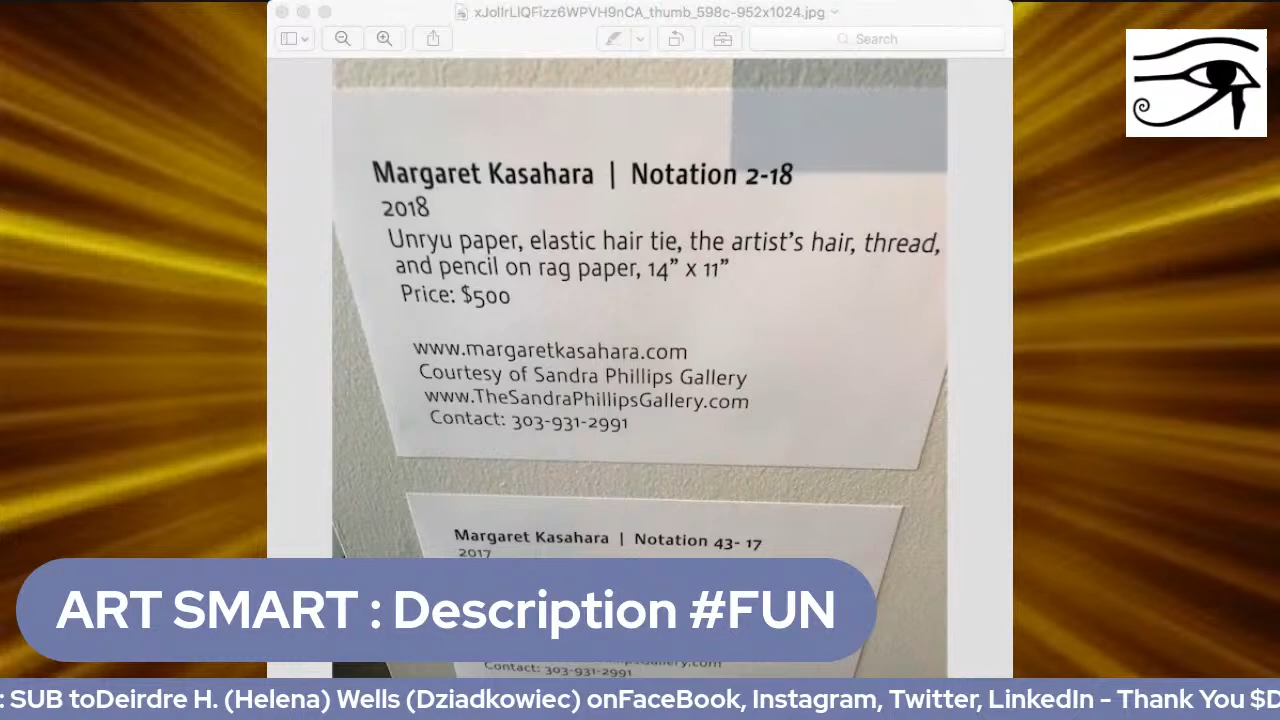 xJollrLlQFizz6WPVH9nCA_thumb_598c-952x1024.jpg
Search
Margaret Kasahara | Notation 2-18
2018
Unryu paper, elastic hair tie, the artist's hair, thread,
and pencil on rag paper, 14” x 11”
Price: $500
www.margaretkasahara.com
Courtesy of Sandra Phillips Gallery
www.TheSandraPhillipsGallery.com
Contact: 303-931-2991
Margaret Kasahara | Notation 43- 17
2017
ART SMART : Description #FUN
Contact: 303-931-2991
: SUB toDeirdre H. (Helena) Wells (Dziadkowiec) onFaceBook, Instagram, Twitter, LinkedIn - Thank You $D